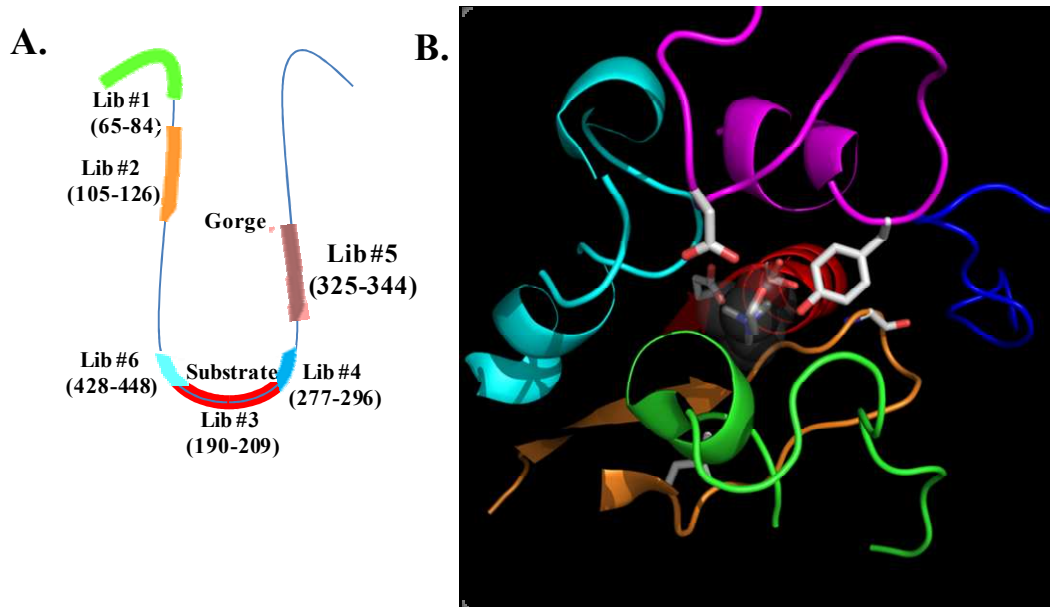 A.
B.
Lib #1
(65-84)
Lib #2
(105-126)
Gorge
Lib #5
(325-344)
Lib #6
(428-448)
Substrate
Lib #4
(277-296)
Lib #3
(190-209)